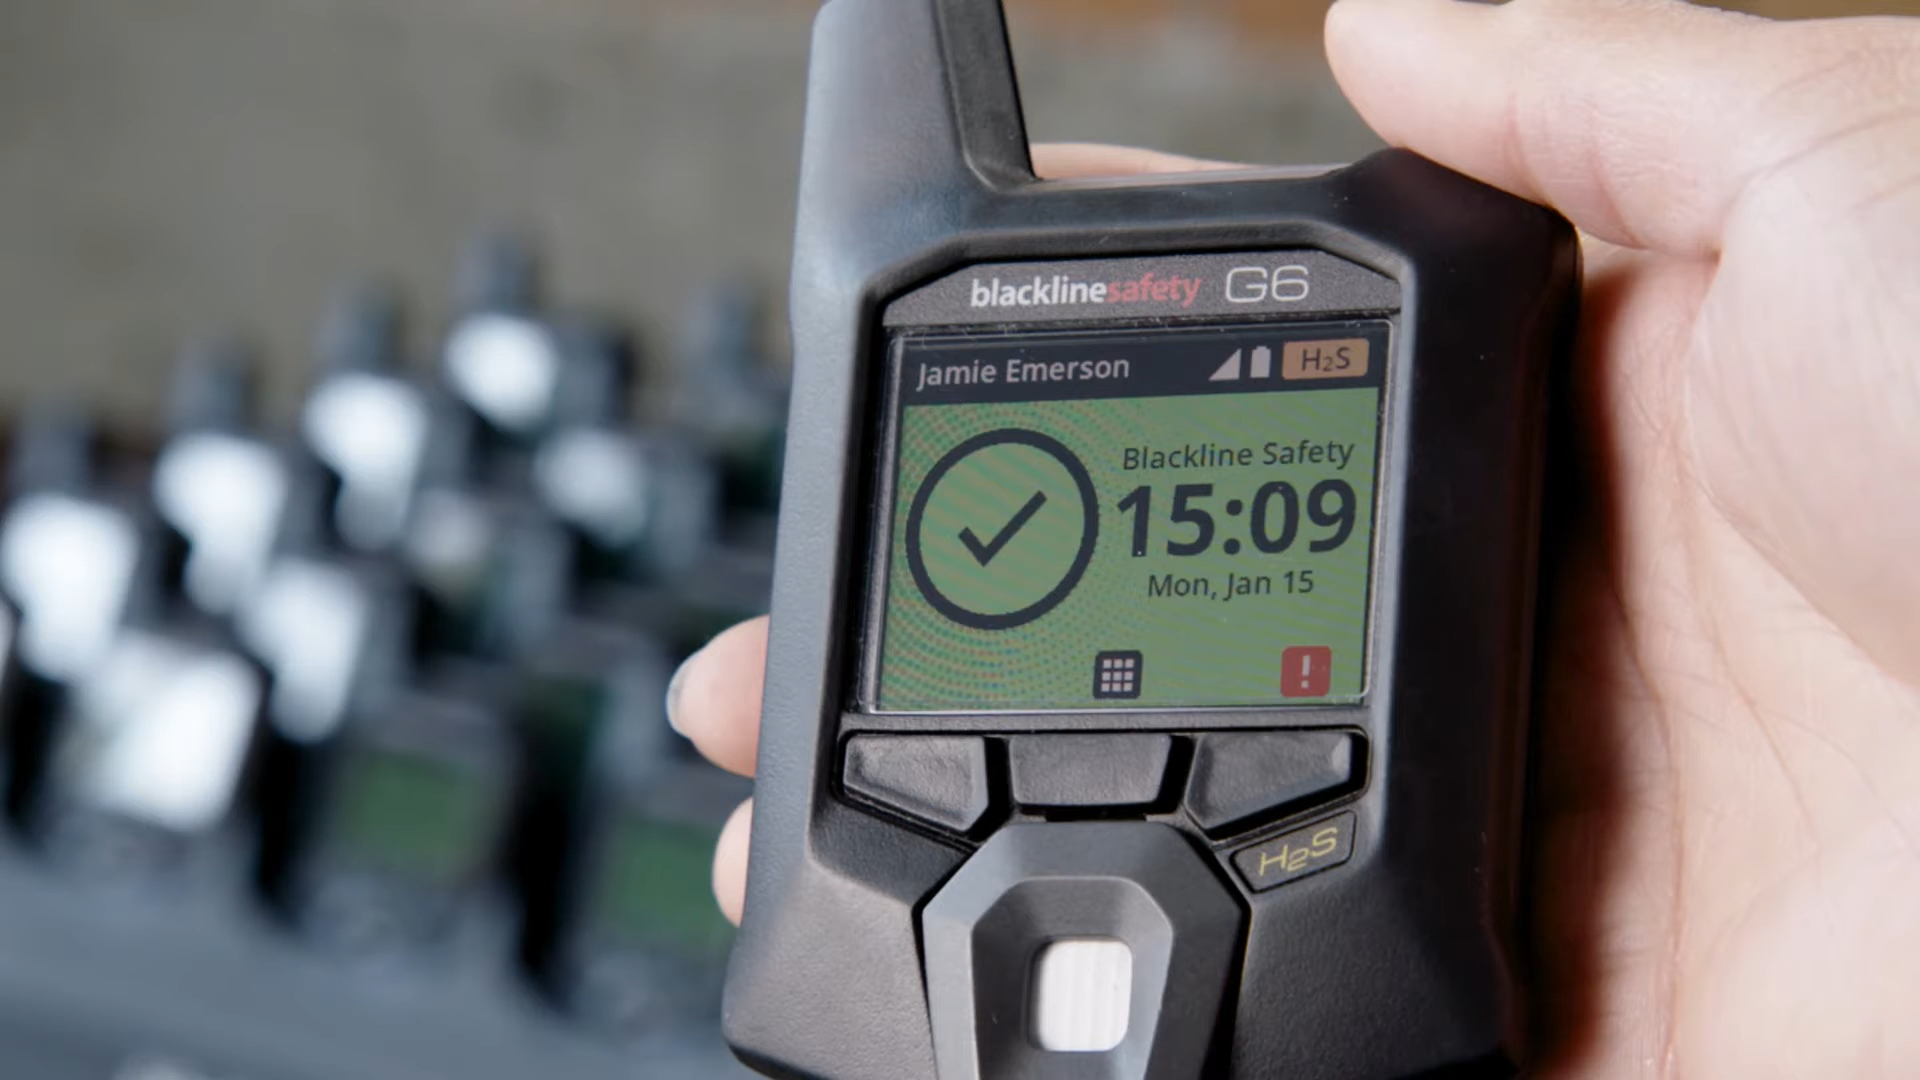 blacklinesafety G6
Jamie Emerson H₂S
Blackline Safety
15:09
Mon, Jan 15
!
H2S